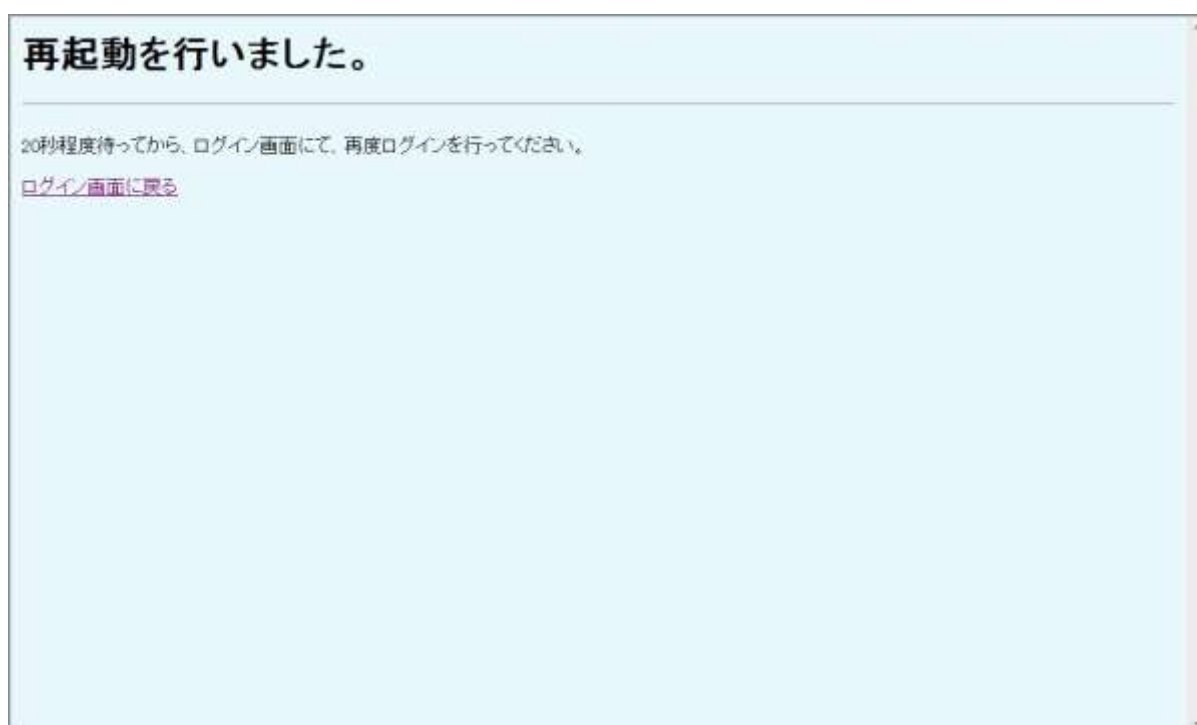 再起動を行いました。
20秒程度待ってから、ログイン画面にて、再度ログインを行ってください。
ログイン画面に戻る